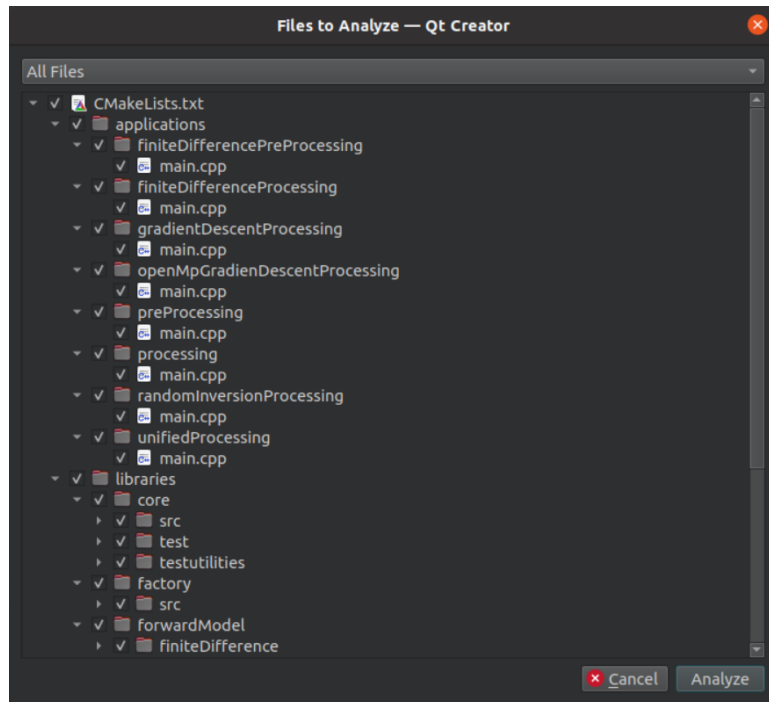 Files to Analyze — Qt Creator
All Files
CMakeLists.txt
applications
finiteDifferencePreProcessing
main.cpp
finiteDifferenceProcessing
main.cpp
gradientDescentProcessing
main.cpp
openMpGradienDescentProcessing
main.cpp
preProcessing
main.cpp
processing
main.cpp
randomInversionProcessing
main.cpp
unifiedProcessing
main.cpp
libraries
core
src
test
testutilities
factory
src
forwardModel
finiteDifference
Cancel Analyze